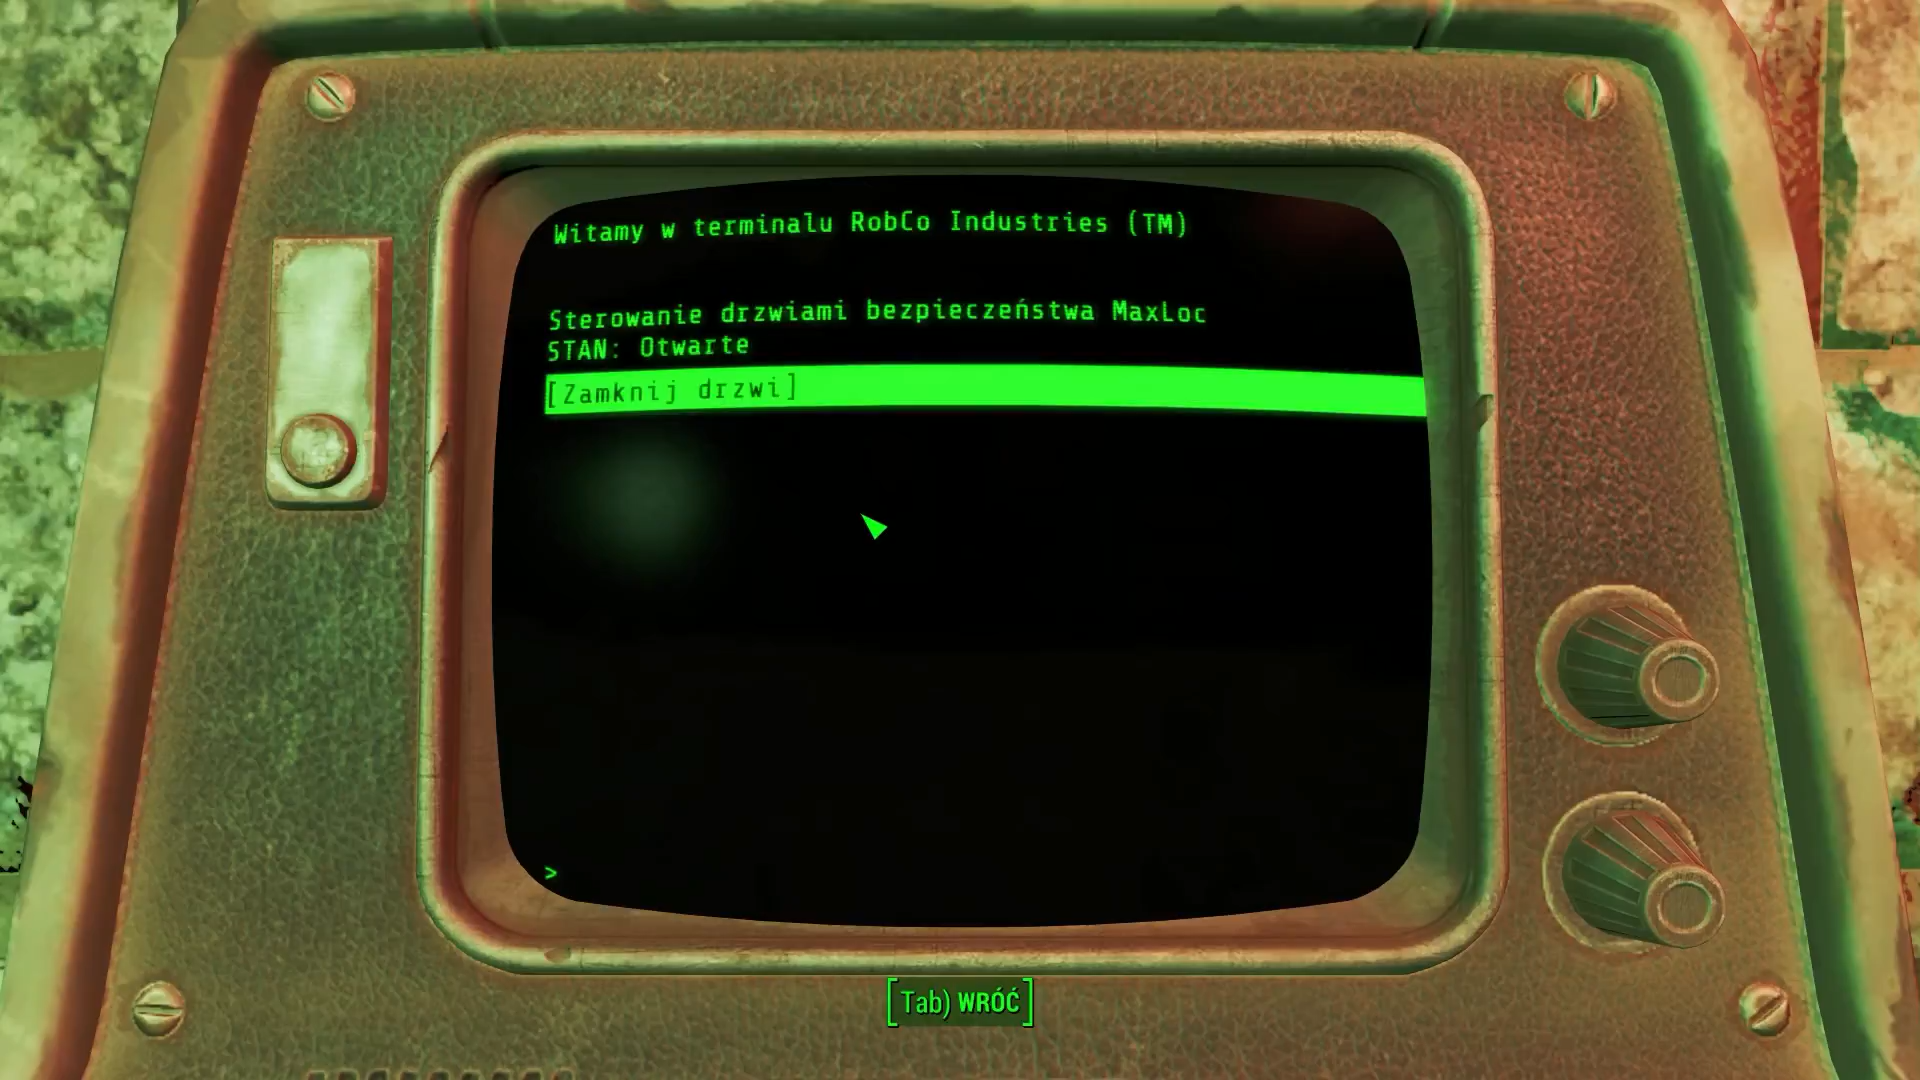 Witamy w terminalu RobCo Industries (TM)
Sterowanie drzwiami bezpieczeństwa MaxLoc
STAN: Otwarte
[Zamknij drzwi]
>
[Tab) WRÓĆ]